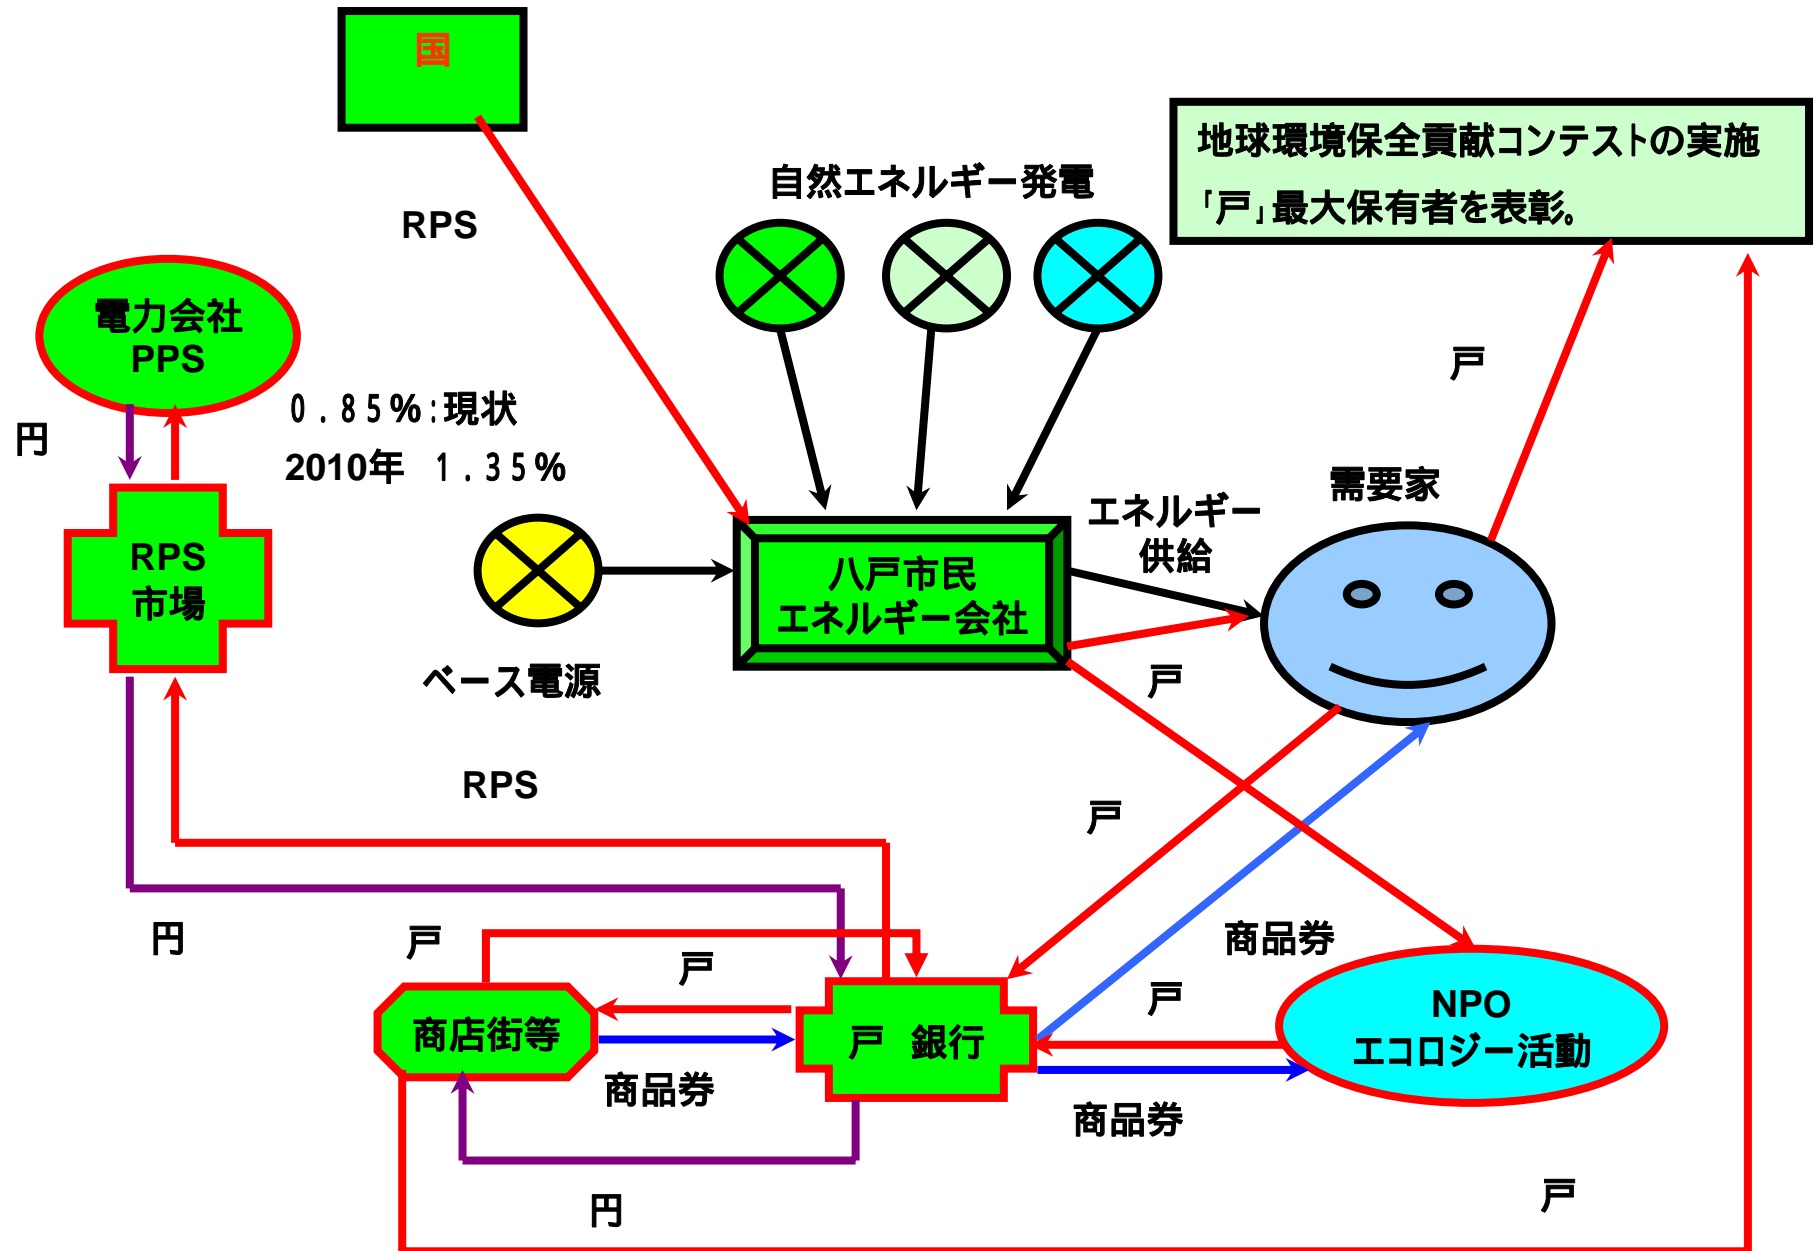 国
地球環境保全貢献コンテストの実施
「戸」最大保有者を表彰。
自然エネルギー発電
RPS
電力会社
PPS
戸
0.85%:現状
円
2010年 1.35%
需要家
エネルギー
供給
RPS
市場
八戸市民
エネルギー会社
ベース電源
戸
RPS
戸
円
戸
戸
商品券
戸
NPO
エコロジー活動
商店街等
戸 銀行
商品券
商品券
戸
円